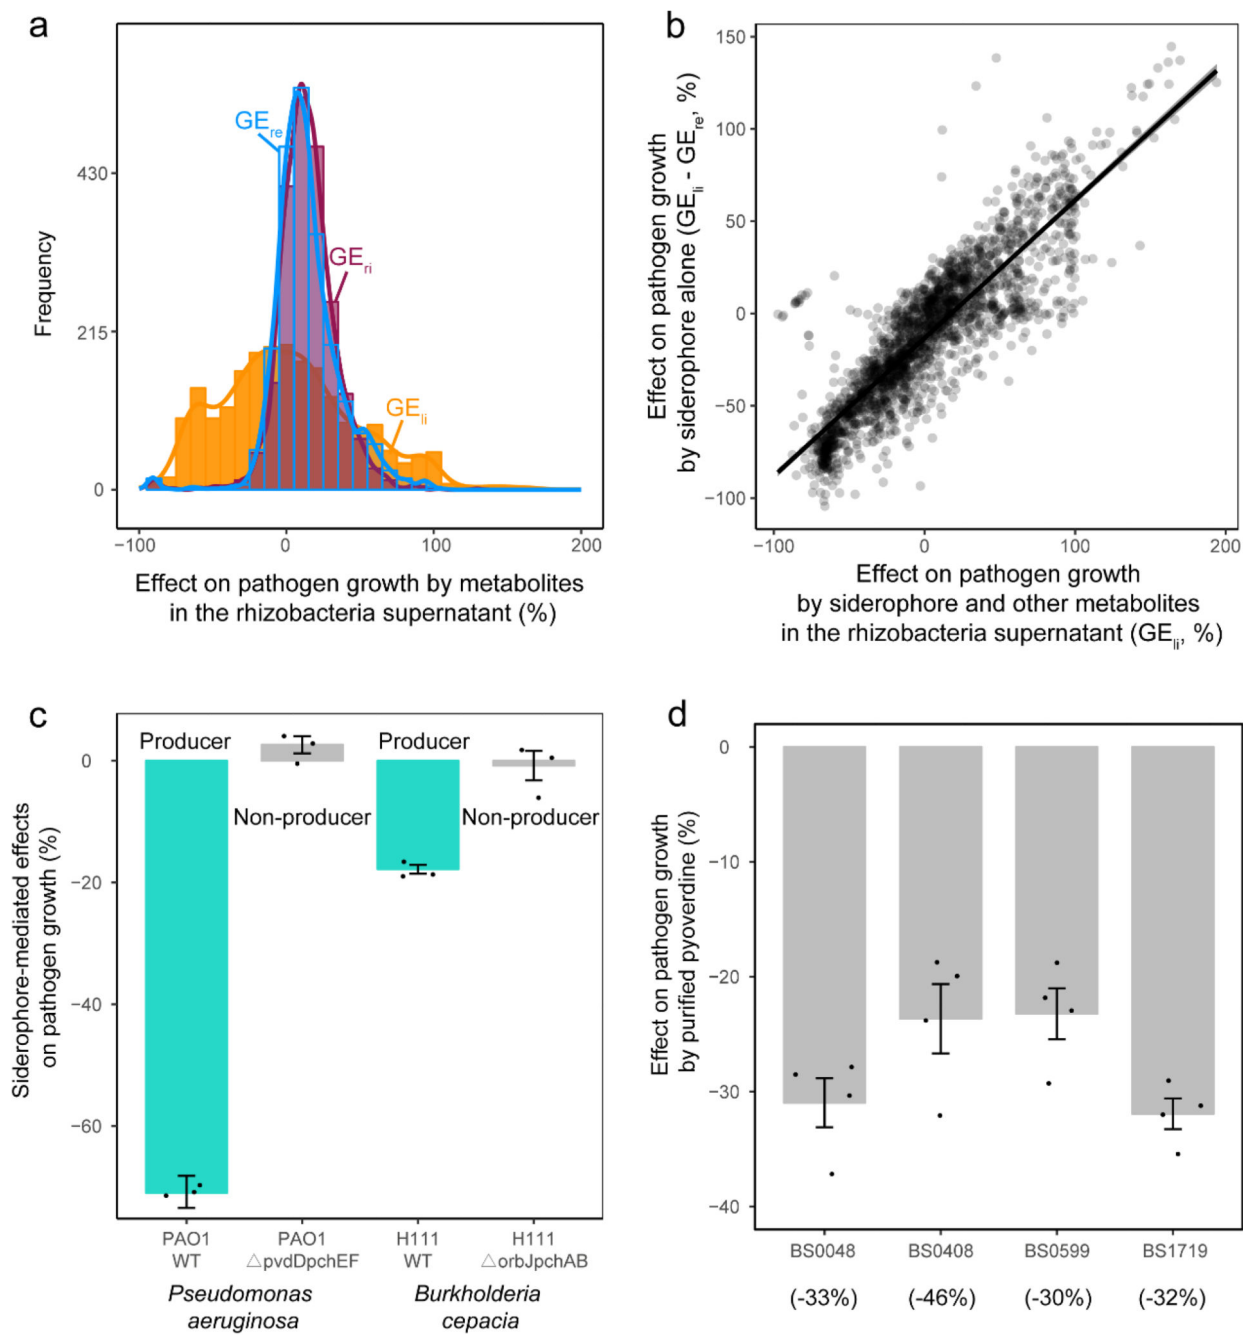 a
GEre
GEri
GEli
Frequency
430
215
0
−100
0
100
200
Effect on pathogen growth by metabolites
in the rhizobacteria supernatant (%)
b
Effect on pathogen growth
by siderophore alone (GEli - GEre, %)
150
100
50
0
−50
−100
−100
0
100
200
Effect on pathogen growth
by siderophore and other metabolites
in the rhizobacteria supernatant (GEli, %)
c
Siderophore-mediated effects
on pathogen growth (%)
0
−20
−40
−60
Producer
Non-producer
Producer
Non-producer
PAO1
WT
PAO1
△pvdDpchEF
H111
WT
H111
△orbJpchAB
Pseudomonas
aeruginosa
Burkholderia
cepacia
d
Effect on pathogen growth
by purified pyoverdine (%)
0
−10
−20
−30
−40
BS0048
BS0408
BS0599
BS1719
(-33%)
(-46%)
(-30%)
(-32%)